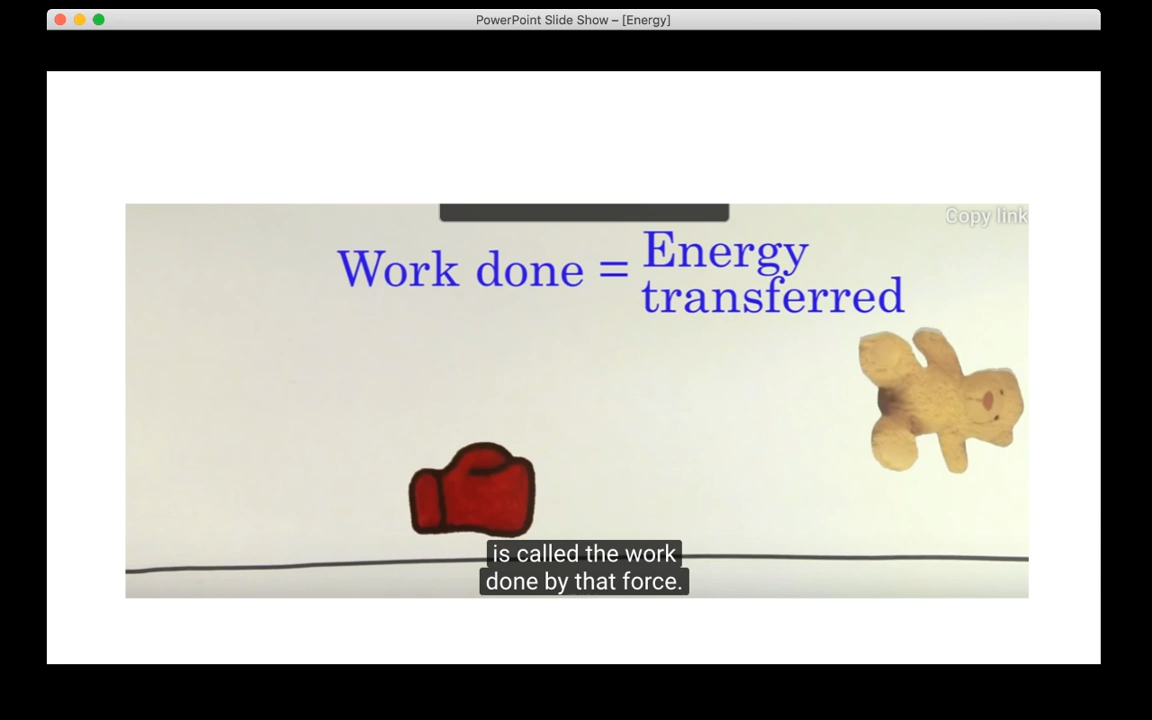 PowerPoint Slide Show – [Energy]
Copy link
Work done = Energy
transferred
is called the work
done by that force.